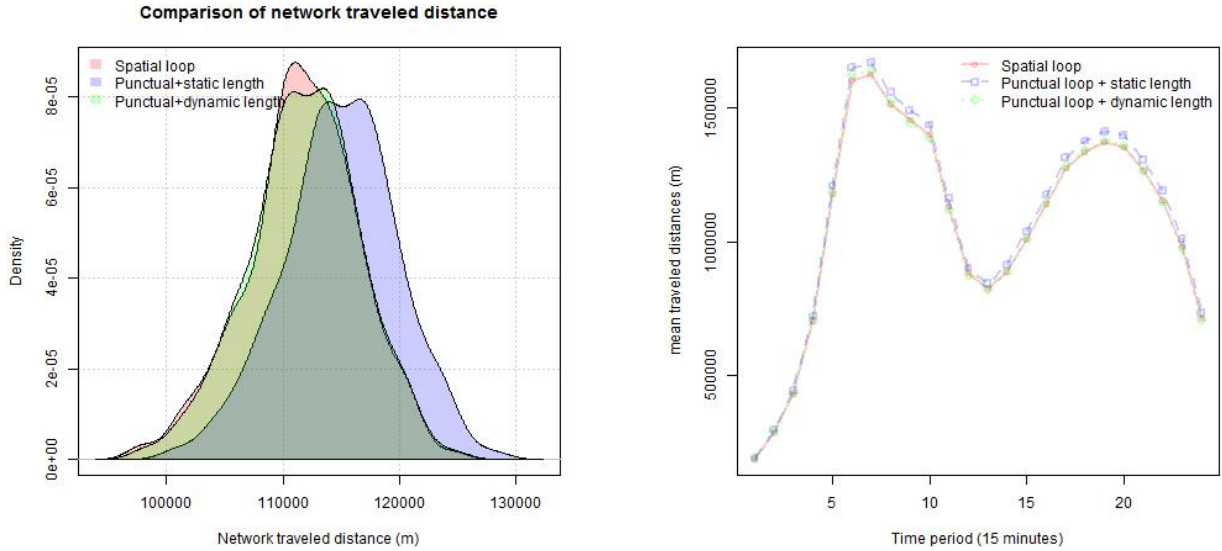 Comparison of network traveled distance
Spatial loop
Punctual+static length
Punctual+dynamic length
Density
0e+00
2e-05
4e-05
6e-05
8e-05
100000
110000
120000
130000
Network traveled distance (m)
Spatial loop
Punctual loop + static length
Punctual loop + dynamic length
mean traveled distances (m)
500000
1000000
1500000
5
10
15
20
Time period (15 minutes)